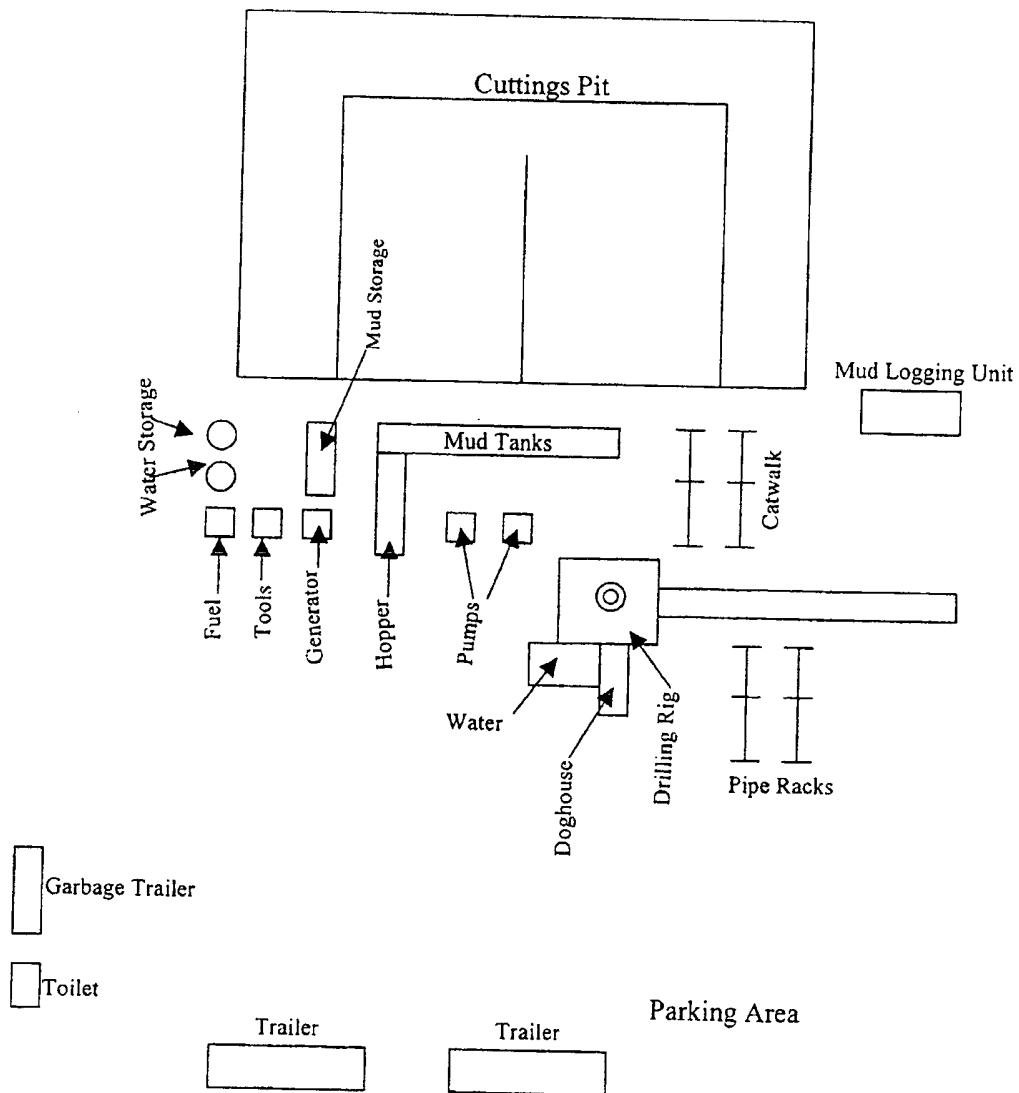 Cuttings Pit
Mud Storage
Water Storage
Mud Logging Unit
Mud Tanks
Catwalk
Fuel
Tools
Generator
Hopper
Pumps
Water
Doghouse
Drilling Rig
Pipe Racks
Garbage Trailer
Toilet
Parking Area
Trailer
Trailer